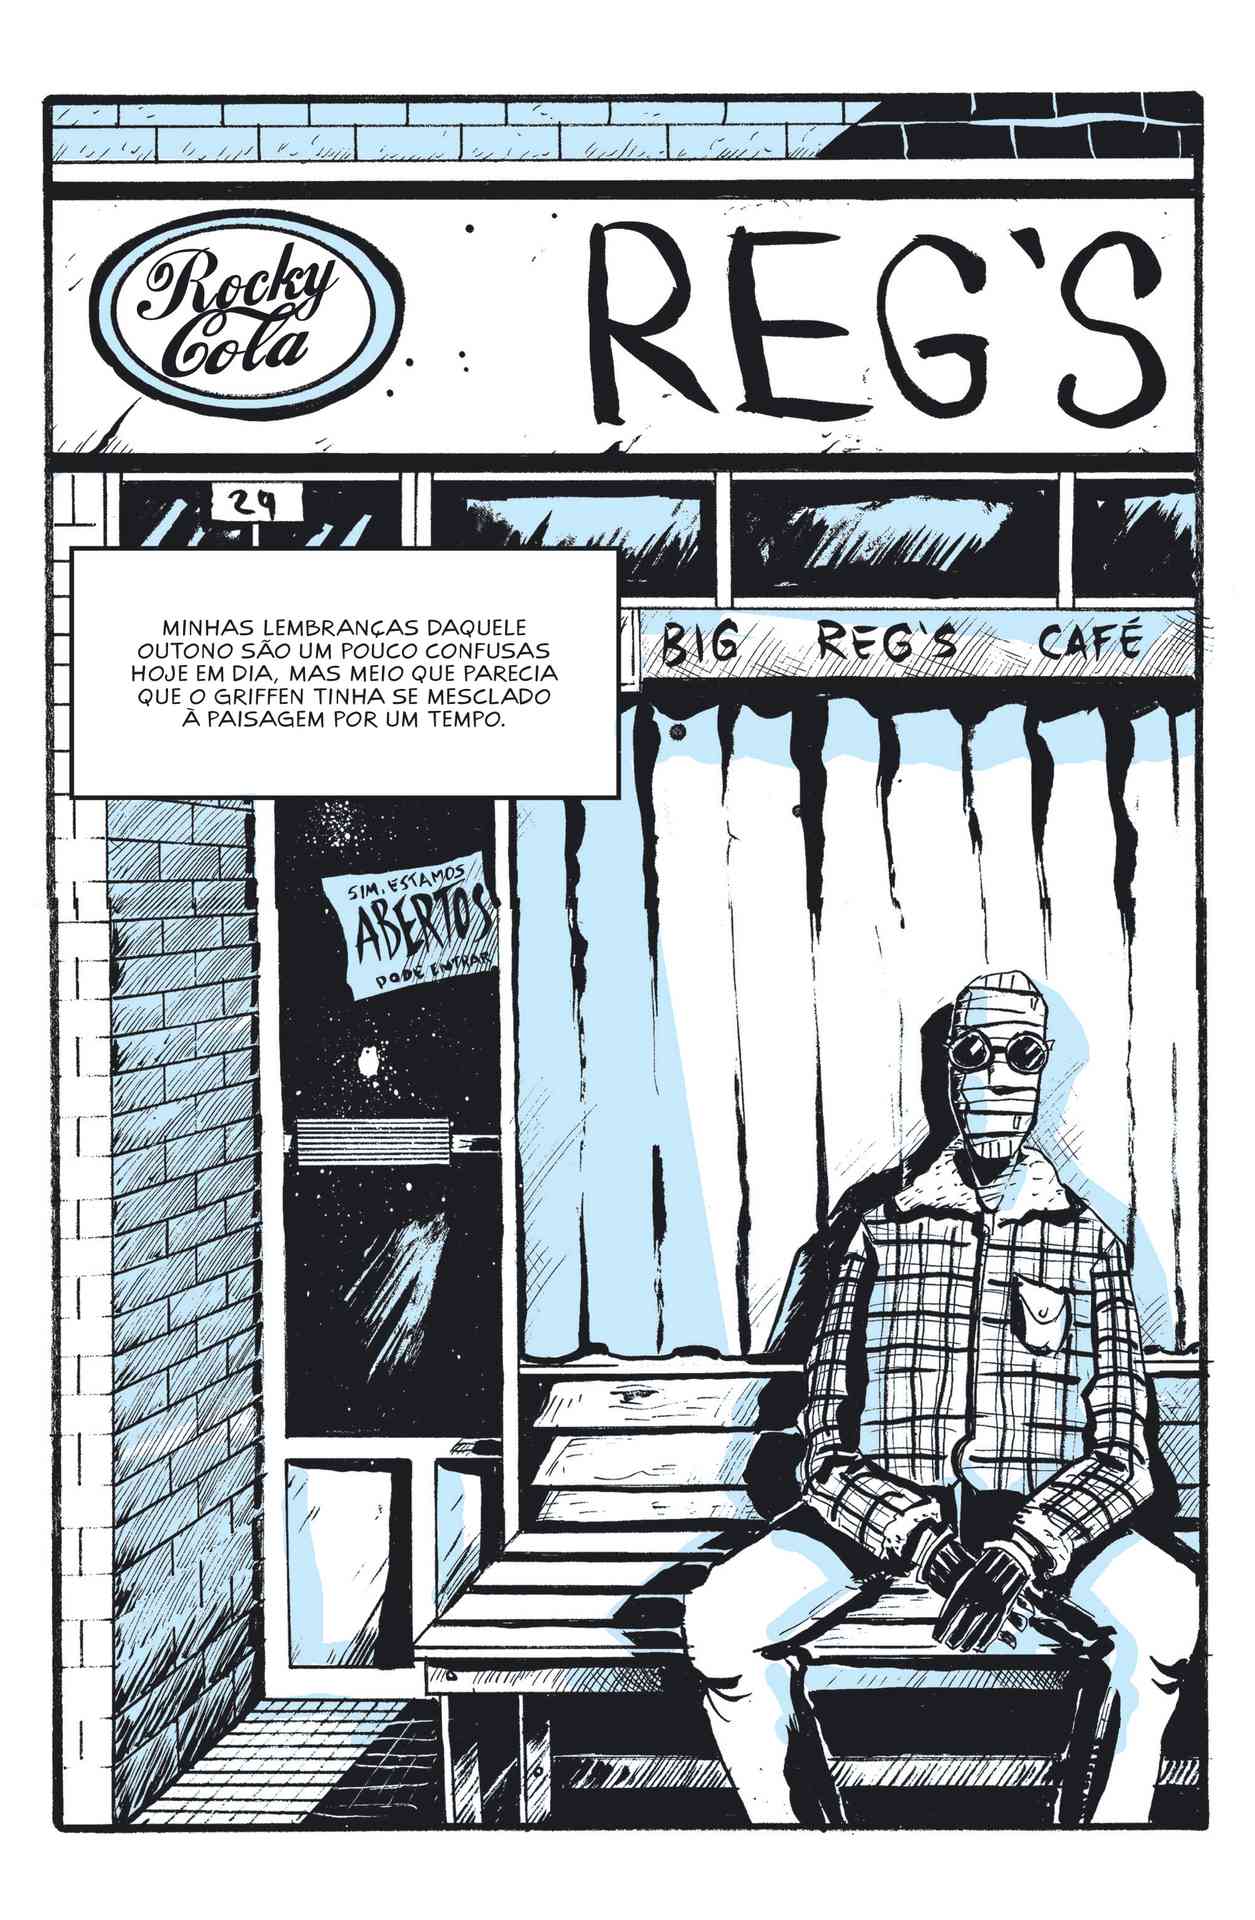 Rocky
Cola
REG'S
29
MINHAS LEMBRANÇAS DAQUELE
OUTONO SÃO UM POUCO CONFUSAS
HOJE EM DIA, MAS MEIO QUE PARECIA
QUE O GRIFFEN TINHA SE MESCLADO
À PAISAGEM POR UM TEMPO.
BIG REG'S CAFÉ
SIM, ESTAMOS
ABERTOS
PODE ENTRAR